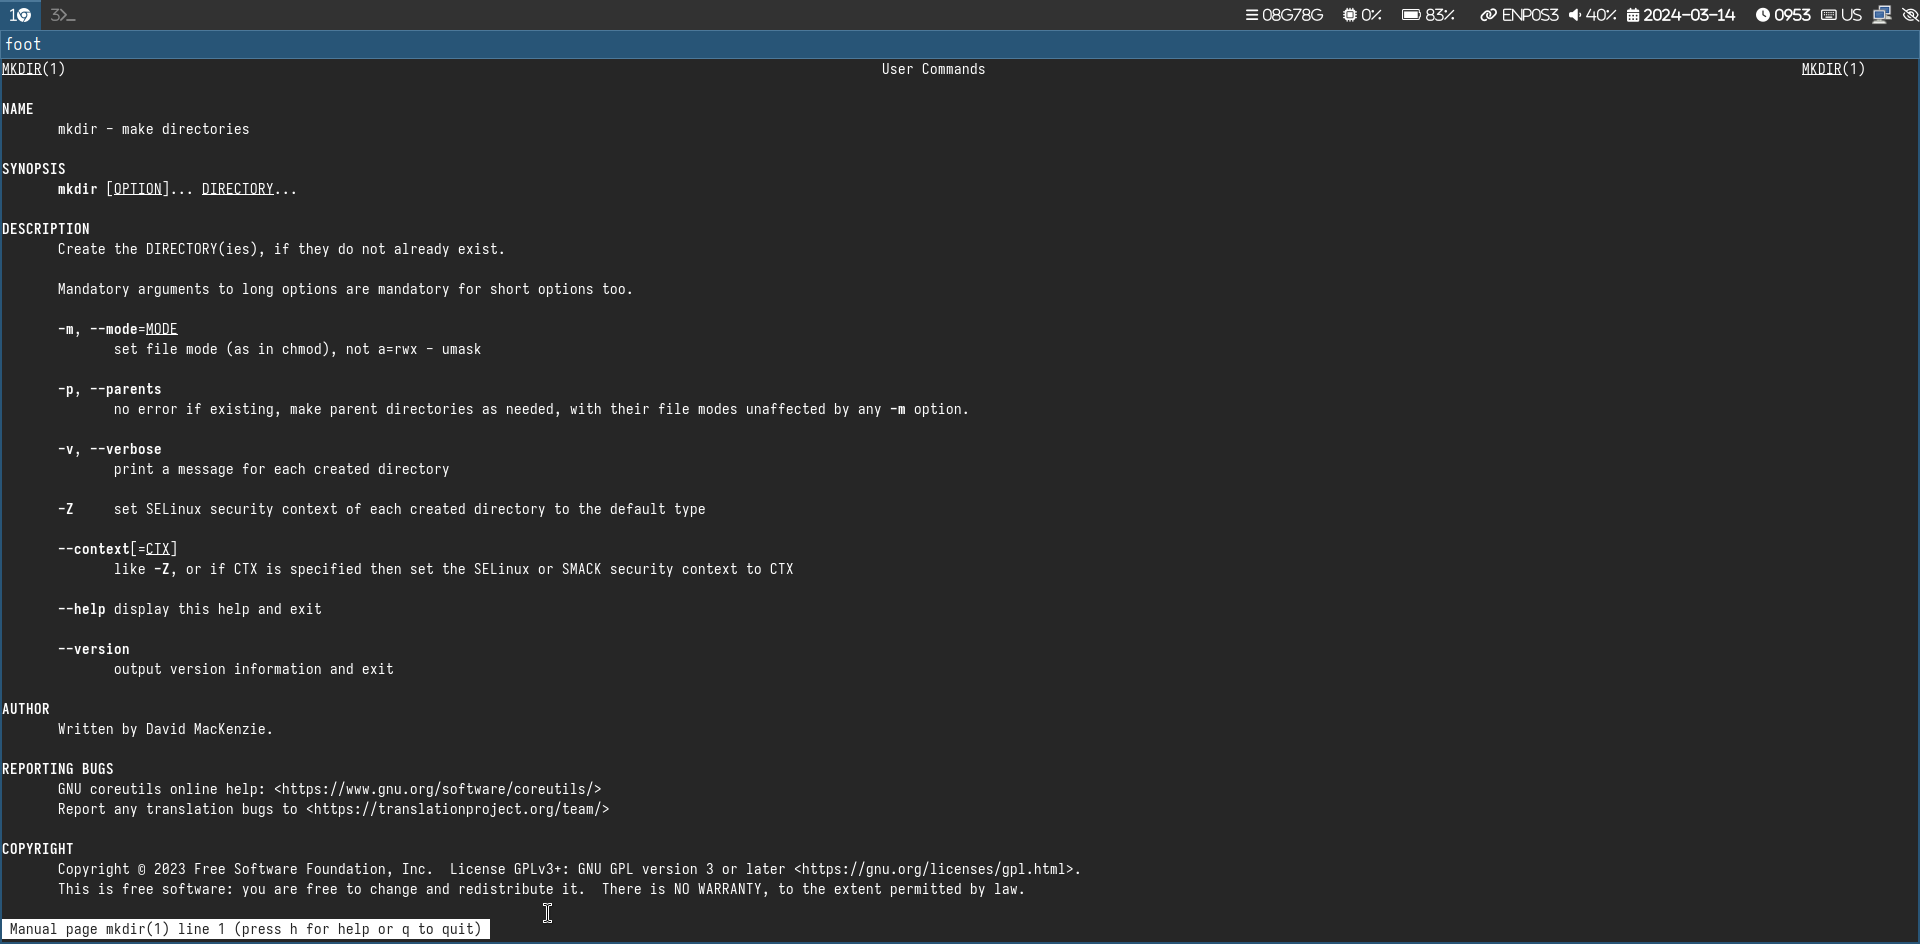 1
3
08G78G 0% 83% ENP0S3 40% 2024-03-14 0953 US
foot
MKDIR(1) User Commands MKDIR(1)
NAME
mkdir - make directories
SYNOPSIS
mkdir [OPTION]... DIRECTORY...
DESCRIPTION
Create the DIRECTORY(ies), if they do not already exist.
Mandatory arguments to long options are mandatory for short options too.
-m, --mode=MODE
set file mode (as in chmod), not a=rwx - umask
-p, --parents
no error if existing, make parent directories as needed, with their file modes unaffected by any -m option.
-v, --verbose
print a message for each created directory
-Z set SELinux security context of each created directory to the default type
--context[=CTX]
like -Z, or if CTX is specified then set the SELinux or SMACK security context to CTX
--help display this help and exit
--version
output version information and exit
AUTHOR
Written by David MacKenzie.
REPORTING BUGS
GNU coreutils online help: <https://www.gnu.org/software/coreutils/>
Report any translation bugs to <https://translationproject.org/team/>
COPYRIGHT
Copyright © 2023 Free Software Foundation, Inc. License GPLv3+: GNU GPL version 3 or later <https://gnu.org/licenses/gpl.html>.
This is free software: you are free to change and redistribute it. There is NO WARRANTY, to the extent permitted by law.
Manual page mkdir(1) line 1 (press h for help or q to quit)